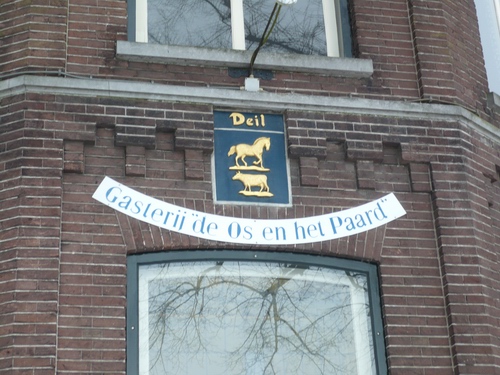 Deil
Gasterij "de Os en het Paard"